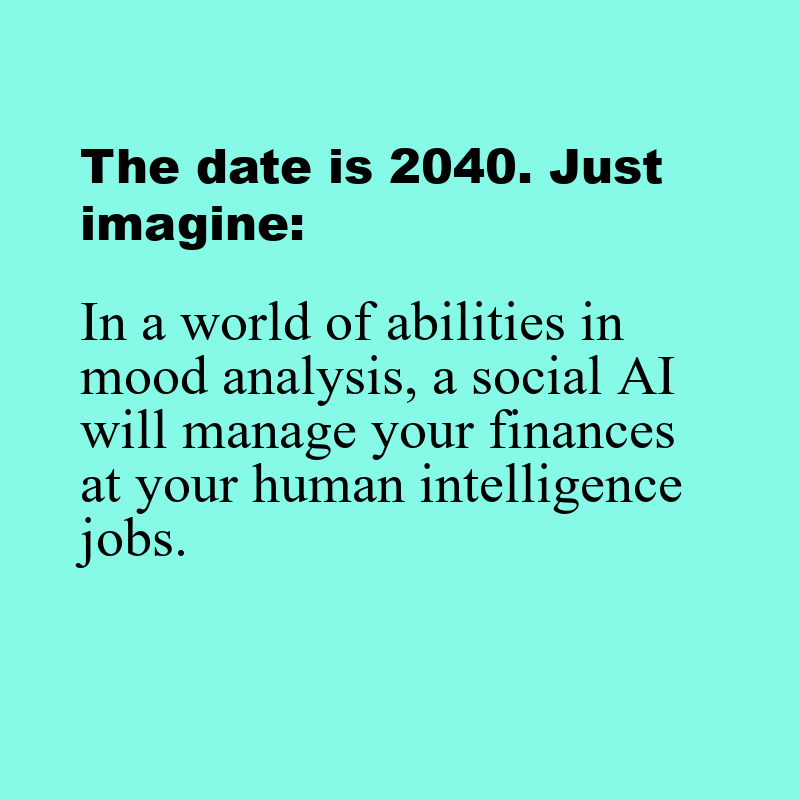 The date is 2040. Just
imagine:
In a world of abilities in
mood analysis, a social AI
will manage your finances
at your human intelligence
jobs.